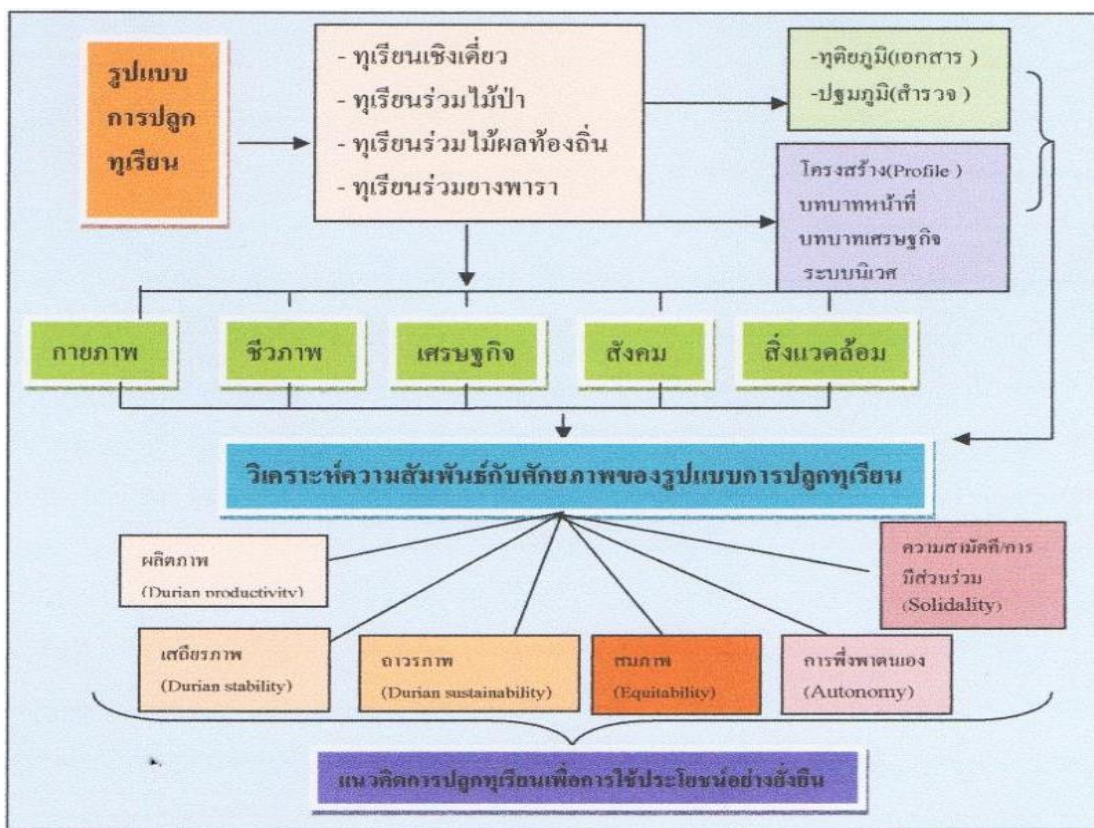 รูปแบบ
การปลูก
ทุเรียน
- ทุเรียนเชิงเดี่ยว
- ทุเรียนร่วมไม้ป่า
- ทุเรียนร่วมไม้ผลท้องถิ่น
- ทุเรียนร่วมยางพารา
-ทุติยภูมิ(เอกสาร )
-ปฐมภูมิ(สำรวจ )
โครงสร้าง(Profile )
บทบาทหน้าที่
บทบาทเศรษฐกิจ
ระบบนิเวศ
กายภาพ
ชีวภาพ
เศรษฐกิจ
สังคม
สิ่งแวดล้อม
วิเคราะห์ความสัมพันธ์กับศักยภาพของรูปแบบการปลูกทุเรียน
ผลิตภาพ
(Durian productivity)
ความสามัคคี/การ
มีส่วนร่วม
(Solidality)
เสถียรภาพ
(Durian stability)
ถาวรภาพ
(Durian sustainability)
สมภาพ
(Equitability)
การพึ่งพาตนเอง
(Autonomy)
แนวคิดการปลูกทุเรียนเพื่อการใช้ประโยชน์อย่างยั่งยืน